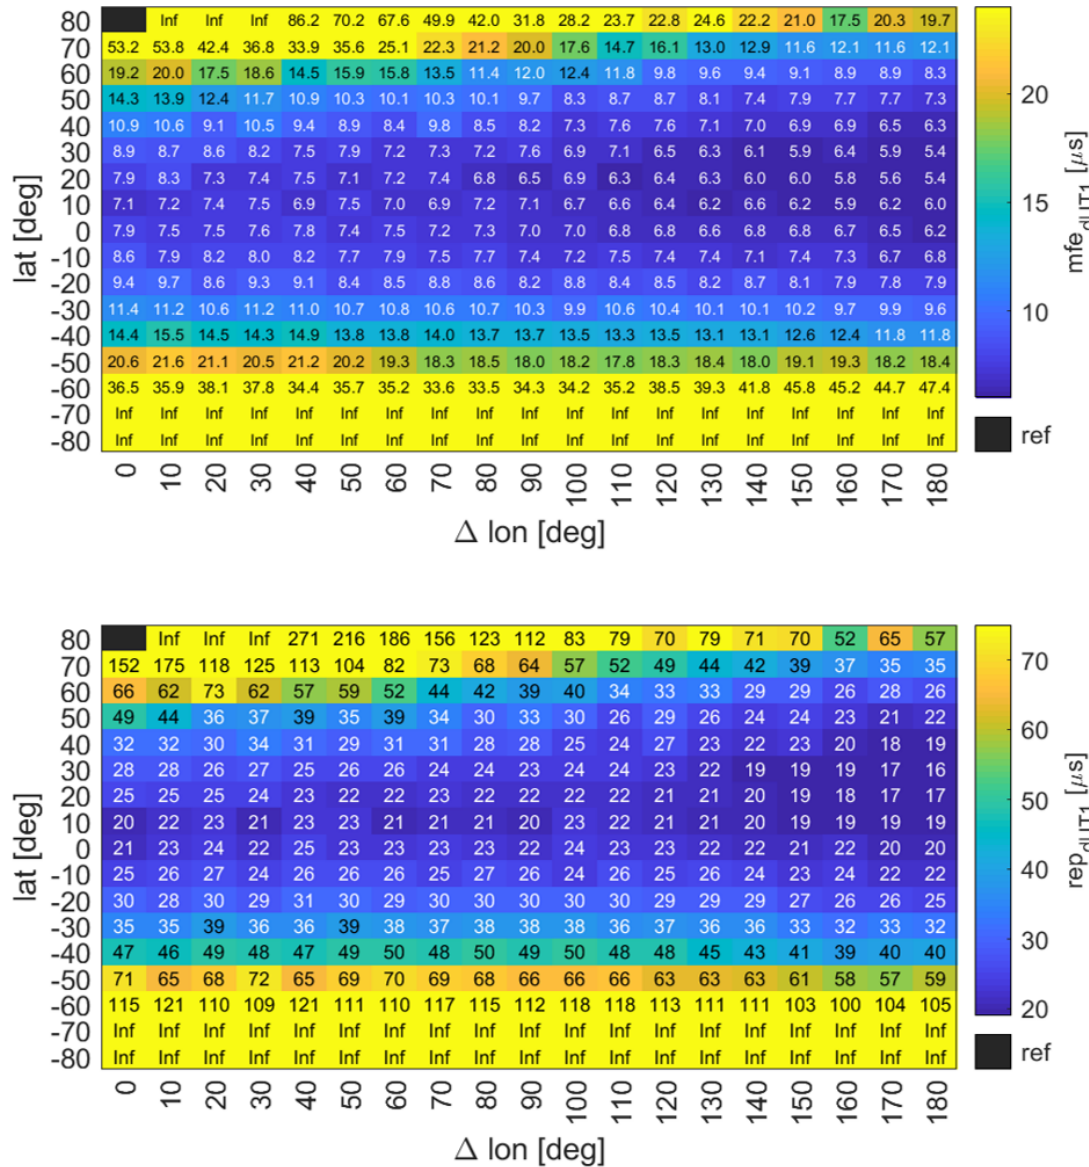 80 Inf Inf Inf 86.2 70.2 67.6 49.9 42.0 31.8 28.2 23.7 22.8 24.6 22.2 21.0 17.5 20.3 19.7
70 53.2 53.8 42.4 36.8 33.9 35.6 25.1 22.3 21.2 20.0 17.6 14.7 16.1 13.0 12.9 11.6 12.1 11.6 12.1
60 19.2 20.0 17.5 18.6 14.5 15.9 15.8 13.5 11.4 12.0 12.4 11.8 9.8 9.6 9.4 9.1 8.9 8.9 8.3
50 14.3 13.9 12.4 11.7 10.9 10.3 10.1 10.3 10.1 9.7 8.3 8.7 8.7 8.1 7.4 7.9 7.7 7.7 7.3
40 10.9 10.6 9.1 10.5 9.4 8.9 8.4 9.8 8.5 8.2 7.3 7.6 7.6 7.1 7.0 6.9 6.9 6.5 6.3
30 8.9 8.7 8.6 8.2 7.5 7.9 7.2 7.3 7.2 7.6 6.9 7.1 6.5 6.3 6.1 5.9 6.4 5.9 5.4
20 7.9 8.3 7.3 7.4 7.5 7.1 7.2 7.4 6.8 6.5 6.9 6.3 6.4 6.3 6.0 6.0 5.8 5.6 5.4
10 7.1 7.2 7.4 7.5 6.9 7.5 7.0 6.9 7.2 7.1 6.7 6.6 6.4 6.2 6.6 6.2 5.9 6.2 6.0
0 7.9 7.5 7.5 7.6 7.8 7.4 7.5 7.2 7.3 7.0 7.0 6.8 6.8 6.6 6.8 6.8 6.7 6.5 6.2
-10 8.6 7.9 8.2 8.0 8.2 7.7 7.9 7.5 7.7 7.4 7.2 7.5 7.4 7.4 7.1 7.4 7.3 6.7 6.8
-20 9.4 9.7 8.6 9.3 9.1 8.4 8.5 8.8 8.6 8.2 8.8 8.4 8.5 8.2 8.7 8.1 7.9 7.8 7.9
-30 11.4 11.2 10.6 11.2 11.0 10.7 10.8 10.6 10.7 10.3 9.9 10.6 10.4 10.1 10.1 10.2 9.7 9.9 9.6
-40 14.4 15.5 14.5 14.3 14.9 13.8 13.8 14.0 13.7 13.7 13.5 13.3 13.5 13.1 13.1 12.6 12.4 11.8 11.8
-50 20.6 21.6 21.1 20.5 21.2 20.2 19.3 18.3 18.5 18.0 18.2 17.8 18.3 18.4 18.0 19.1 19.3 18.2 18.4
-60 36.5 35.9 38.1 37.8 34.4 35.7 35.2 33.6 33.5 34.3 34.2 35.2 38.5 39.3 41.8 45.8 45.2 44.7 47.4
-70 Inf Inf Inf Inf Inf Inf Inf Inf Inf Inf Inf Inf Inf Inf Inf Inf Inf Inf Inf
-80 Inf Inf Inf Inf Inf Inf Inf Inf Inf Inf Inf Inf Inf Inf Inf Inf Inf Inf Inf
0 10 20 30 40 50 60 70 80 90 100 110 120 130 140 150 160 170 180
Δ lon [deg]
lat [deg]
20
15
10
mfe_dUT1 [μs]
ref
80 Inf Inf Inf 271 216 186 156 123 112 83 79 70 79 71 70 52 65 57
70 152 175 118 125 113 104 82 73 68 64 57 52 49 44 42 39 37 35 35
60 66 62 73 62 57 59 52 44 42 39 40 34 33 33 29 29 26 28 26
50 49 44 36 37 39 35 39 34 30 33 30 26 29 26 24 24 23 21 22
40 32 32 30 34 31 29 31 31 28 28 25 24 27 23 22 23 20 18 19
30 28 28 26 27 25 26 26 24 24 23 24 24 23 22 19 19 19 17 16
20 25 25 25 24 23 22 22 23 22 22 22 22 21 21 20 19 18 17 17
10 20 22 23 21 23 23 21 21 21 20 23 22 21 21 20 19 19 19 19
0 21 23 24 22 25 23 23 23 23 22 24 23 23 22 22 21 22 20 20
-10 25 26 27 24 26 26 26 25 27 26 24 26 25 26 24 23 24 22 22
-20 30 28 30 29 31 30 29 30 30 30 30 29 30 29 29 27 26 26 25
-30 35 35 39 36 36 39 38 37 38 38 38 36 37 36 36 33 32 33 32
-40 47 46 49 48 47 49 50 48 50 49 50 48 48 45 43 41 39 40 40
-50 71 65 68 72 65 69 70 69 68 66 66 66 63 63 63 61 58 57 59
-60 115 121 110 109 121 111 110 117 115 112 118 118 113 111 111 103 100 104 105
-70 Inf Inf Inf Inf Inf Inf Inf Inf Inf Inf Inf Inf Inf Inf Inf Inf Inf Inf Inf
-80 Inf Inf Inf Inf Inf Inf Inf Inf Inf Inf Inf Inf Inf Inf Inf Inf Inf Inf Inf
0 10 20 30 40 50 60 70 80 90 100 110 120 130 140 150 160 170 180
Δ lon [deg]
lat [deg]
70
60
50
40
30
20
rep_dUT1 [μs]
ref